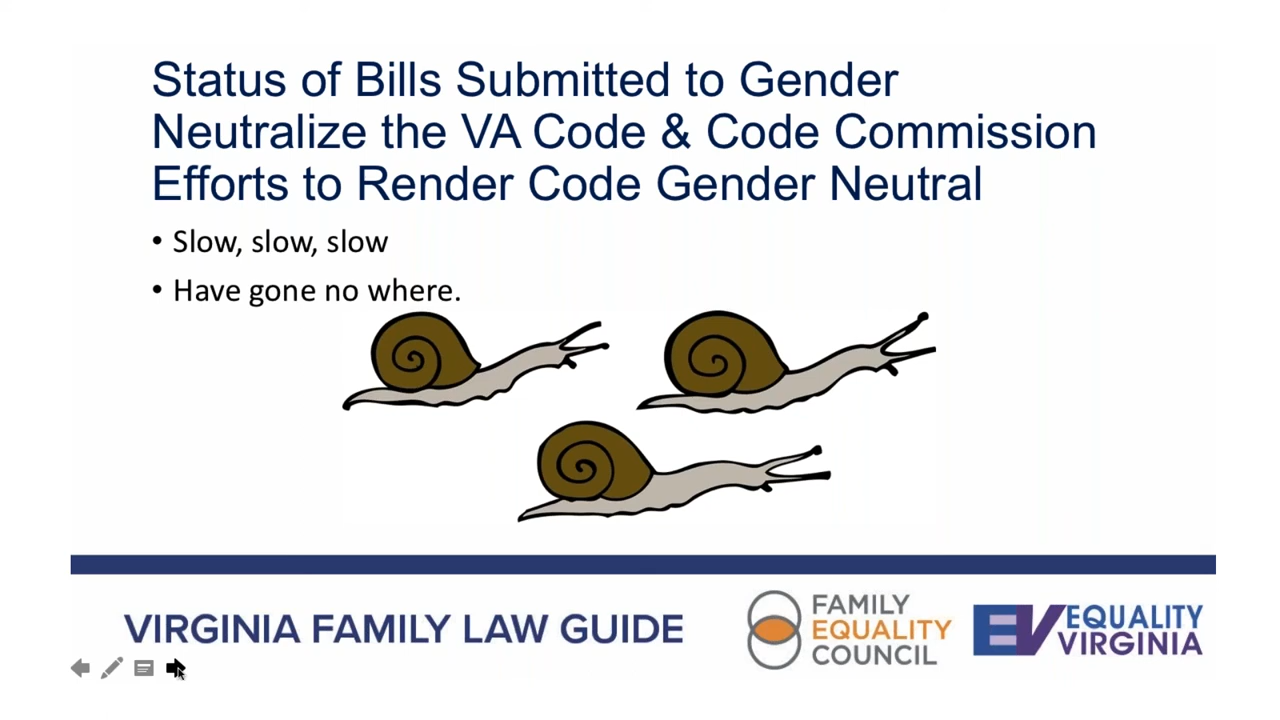 Status of Bills Submitted to Gender
Neutralize the VA Code & Code Commission
Efforts to Render Code Gender Neutral
• Slow, slow, slow
• Have gone no where.
VIRGINIA FAMILY LAW GUIDE
FAMILY
EQUALITY
COUNCIL
EV EQUALITY
VIRGINIA